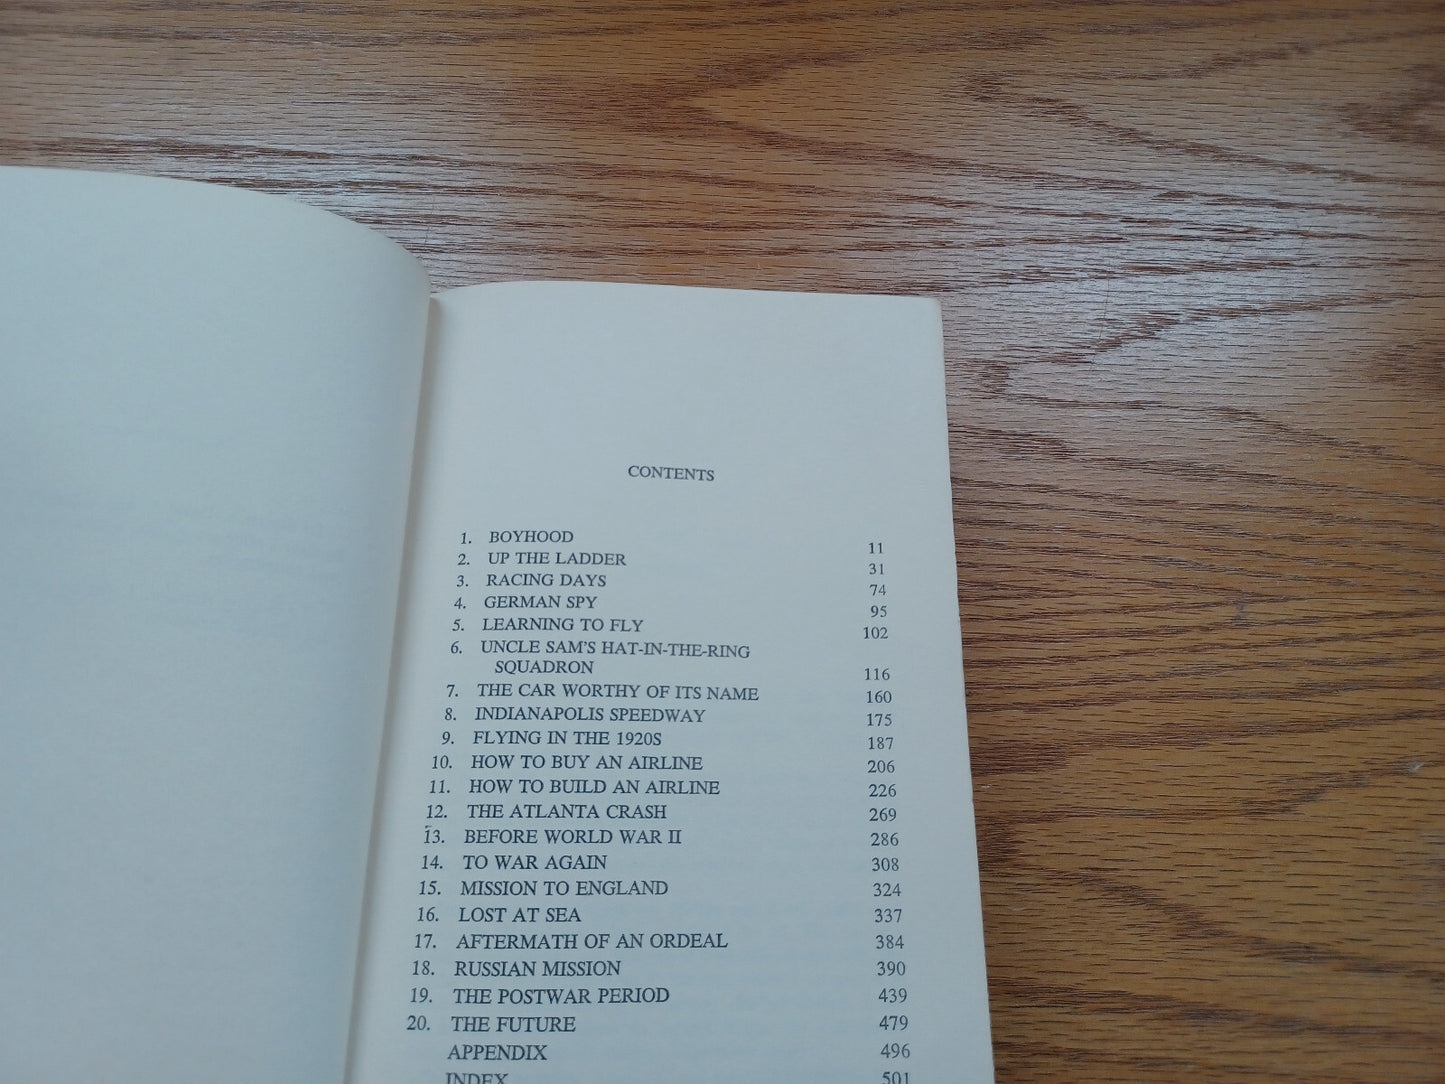 CONTENTS
1. BOYHOOD 11
2. UP THE LADDER 31
3. RACING DAYS 74
4. GERMAN SPY 95
5. LEARNING TO FLY 102
6. UNCLE SAM'S HAT-IN-THE-RING
SQUADRON 116
7. THE CAR WORTHY OF ITS NAME 160
8. INDIANAPOLIS SPEEDWAY 175
9. FLYING IN THE 1920S 187
10. HOW TO BUY AN AIRLINE 206
11. HOW TO BUILD AN AIRLINE 226
12. THE ATLANTA CRASH 269
13. BEFORE WORLD WAR II 286
14. TO WAR AGAIN 308
15. MISSION TO ENGLAND 324
16. LOST AT SEA 337
17. AFTERMATH OF AN ORDEAL 384
18. RUSSIAN MISSION 390
19. THE POSTWAR PERIOD 439
20. THE FUTURE 479
APPENDIX 496
INDEX 501